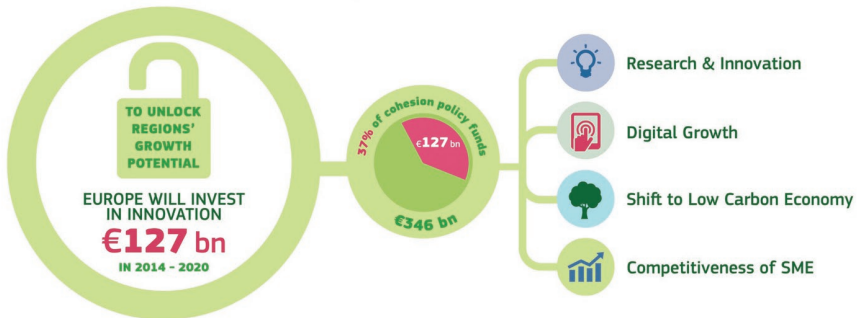 TO UNLOCK
REGIONS'
GROWTH
POTENTIAL
EUROPE WILL INVEST
IN INNOVATION
€127 bn
IN 2014 - 2020
37% of cohesion policy funds
€127 bn
€346 bn
Research & Innovation
Digital Growth
Shift to Low Carbon Economy
Competitiveness of SME